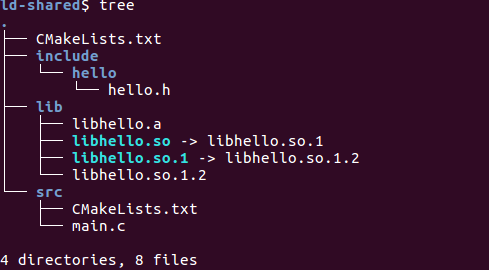 ld-shared$ tree
.
├── CMakeLists.txt
├── include
│   └── hello
│       └── hello.h
├── lib
│   ├── libhello.a
│   ├── libhello.so -> libhello.so.1
│   ├── libhello.so.1 -> libhello.so.1.2
│   └── libhello.so.1.2
└── src
    ├── CMakeLists.txt
    └── main.c
4 directories, 8 files